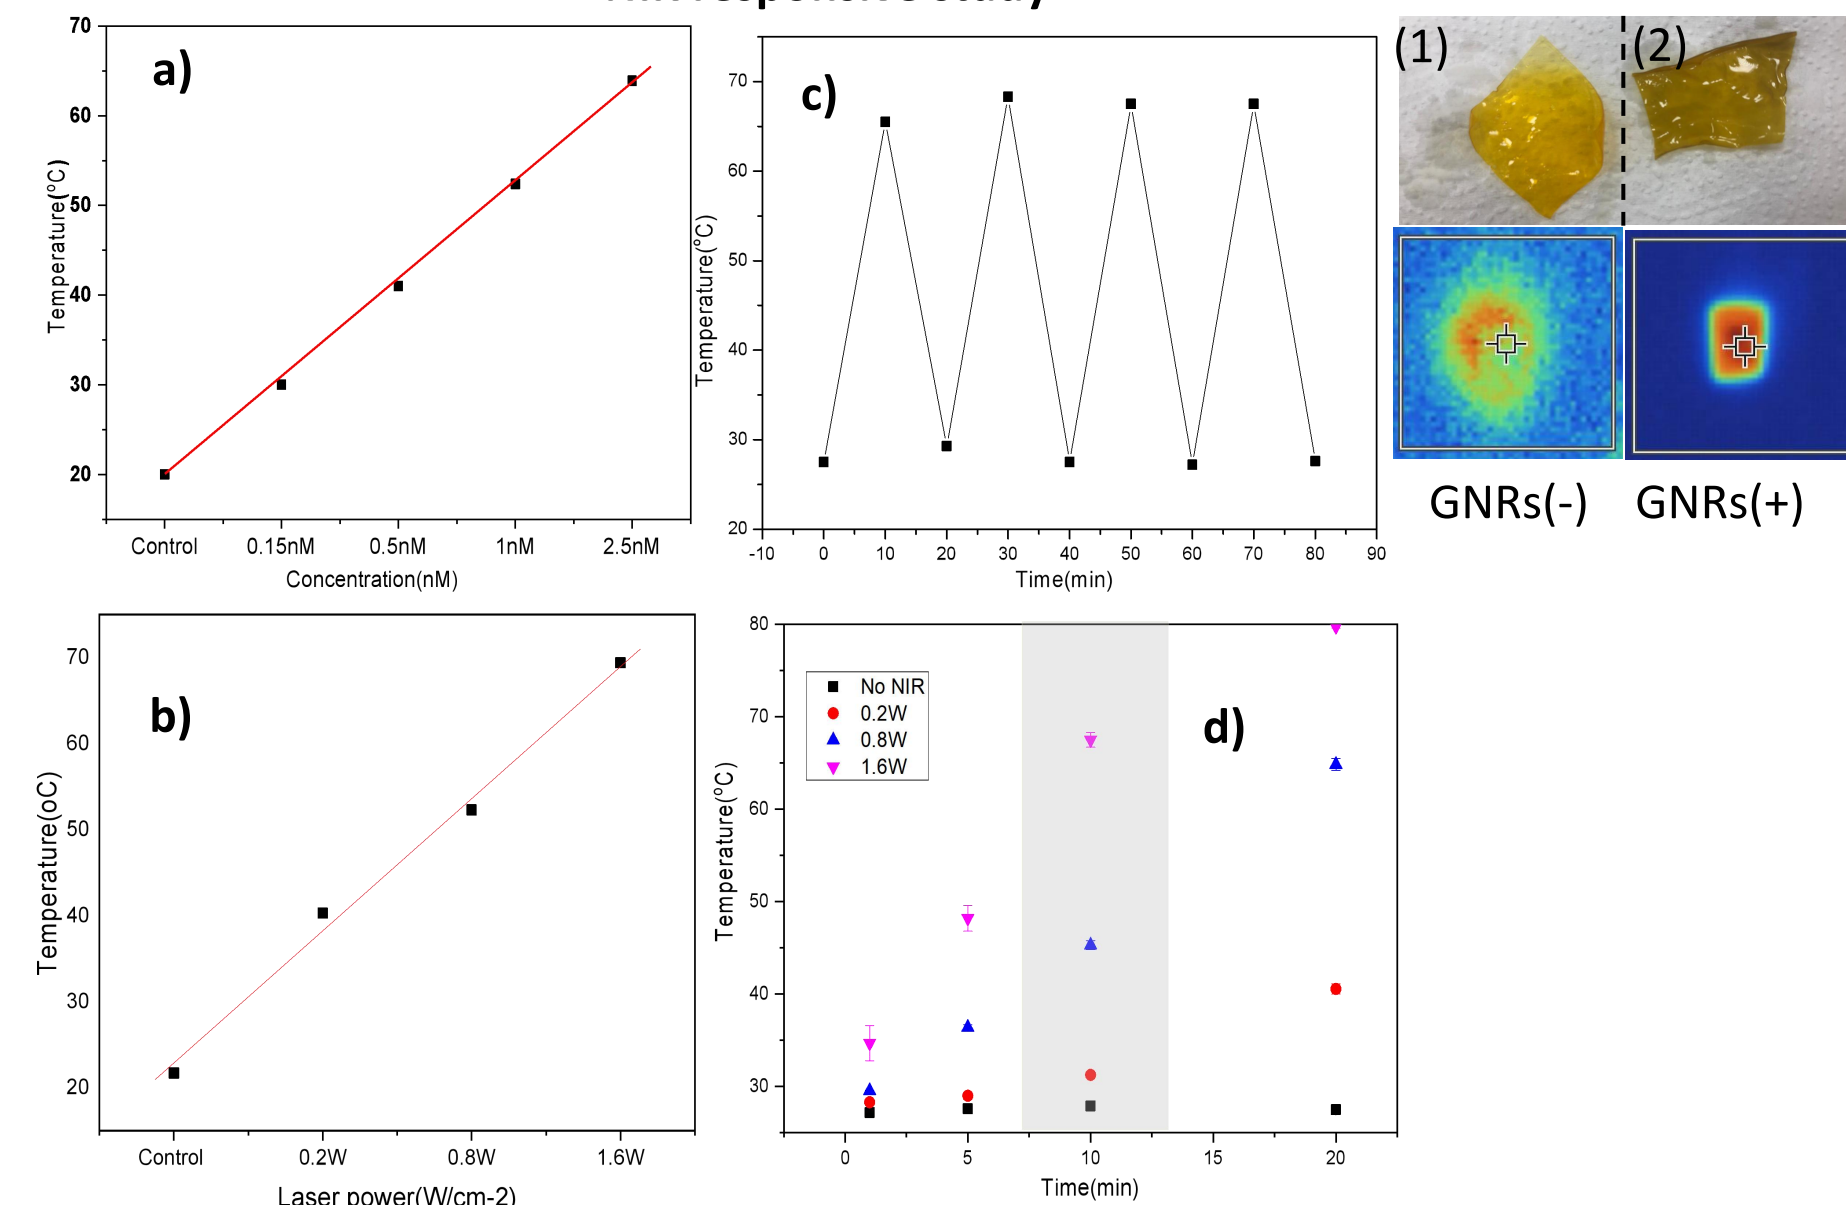 a)
70
60
50
40
30
20
Temperature(°C)
Control 0.15nM 0.5nM 1nM 2.5nM
Concentration(nM)
c)
70
60
50
40
30
20
Temperature(°C)
-10 0 10 20 30 40 50 60 70 80 90
Time(min)
(1) (2)
GNRs(-) GNRs(+)
b)
70
60
50
40
30
20
Temperature(oC)
Control 0.2W 0.8W 1.6W
Laser power(W/cm-2)
d)
80
70
60
50
40
30
Temperature(°C)
No NIR
0.2W
0.8W
1.6W
0 5 10 15 20
Time(min)